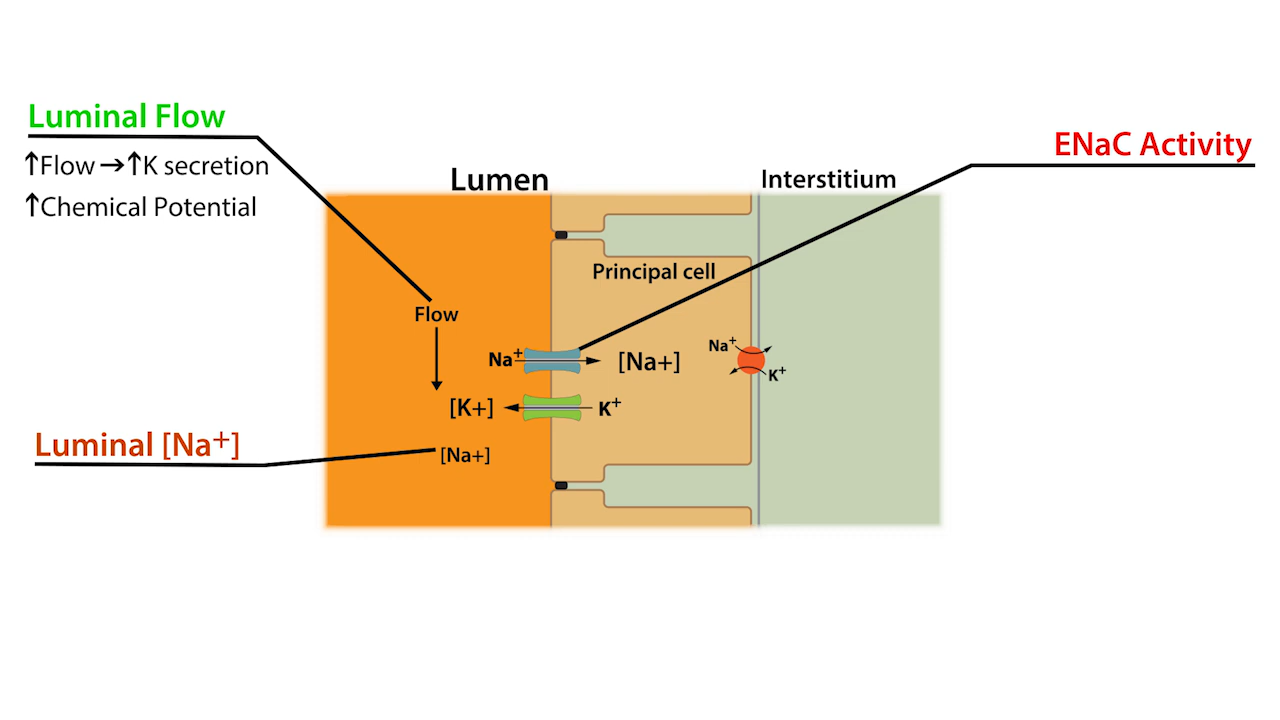 Luminal Flow
↑Flow→↑K secretion
↑Chemical Potential
ENaC Activity
Lumen
Interstitium
Principal cell
Flow
Na+
[Na+]
Na+
K+
[K+]
K+
Luminal [Na+]
[Na+]